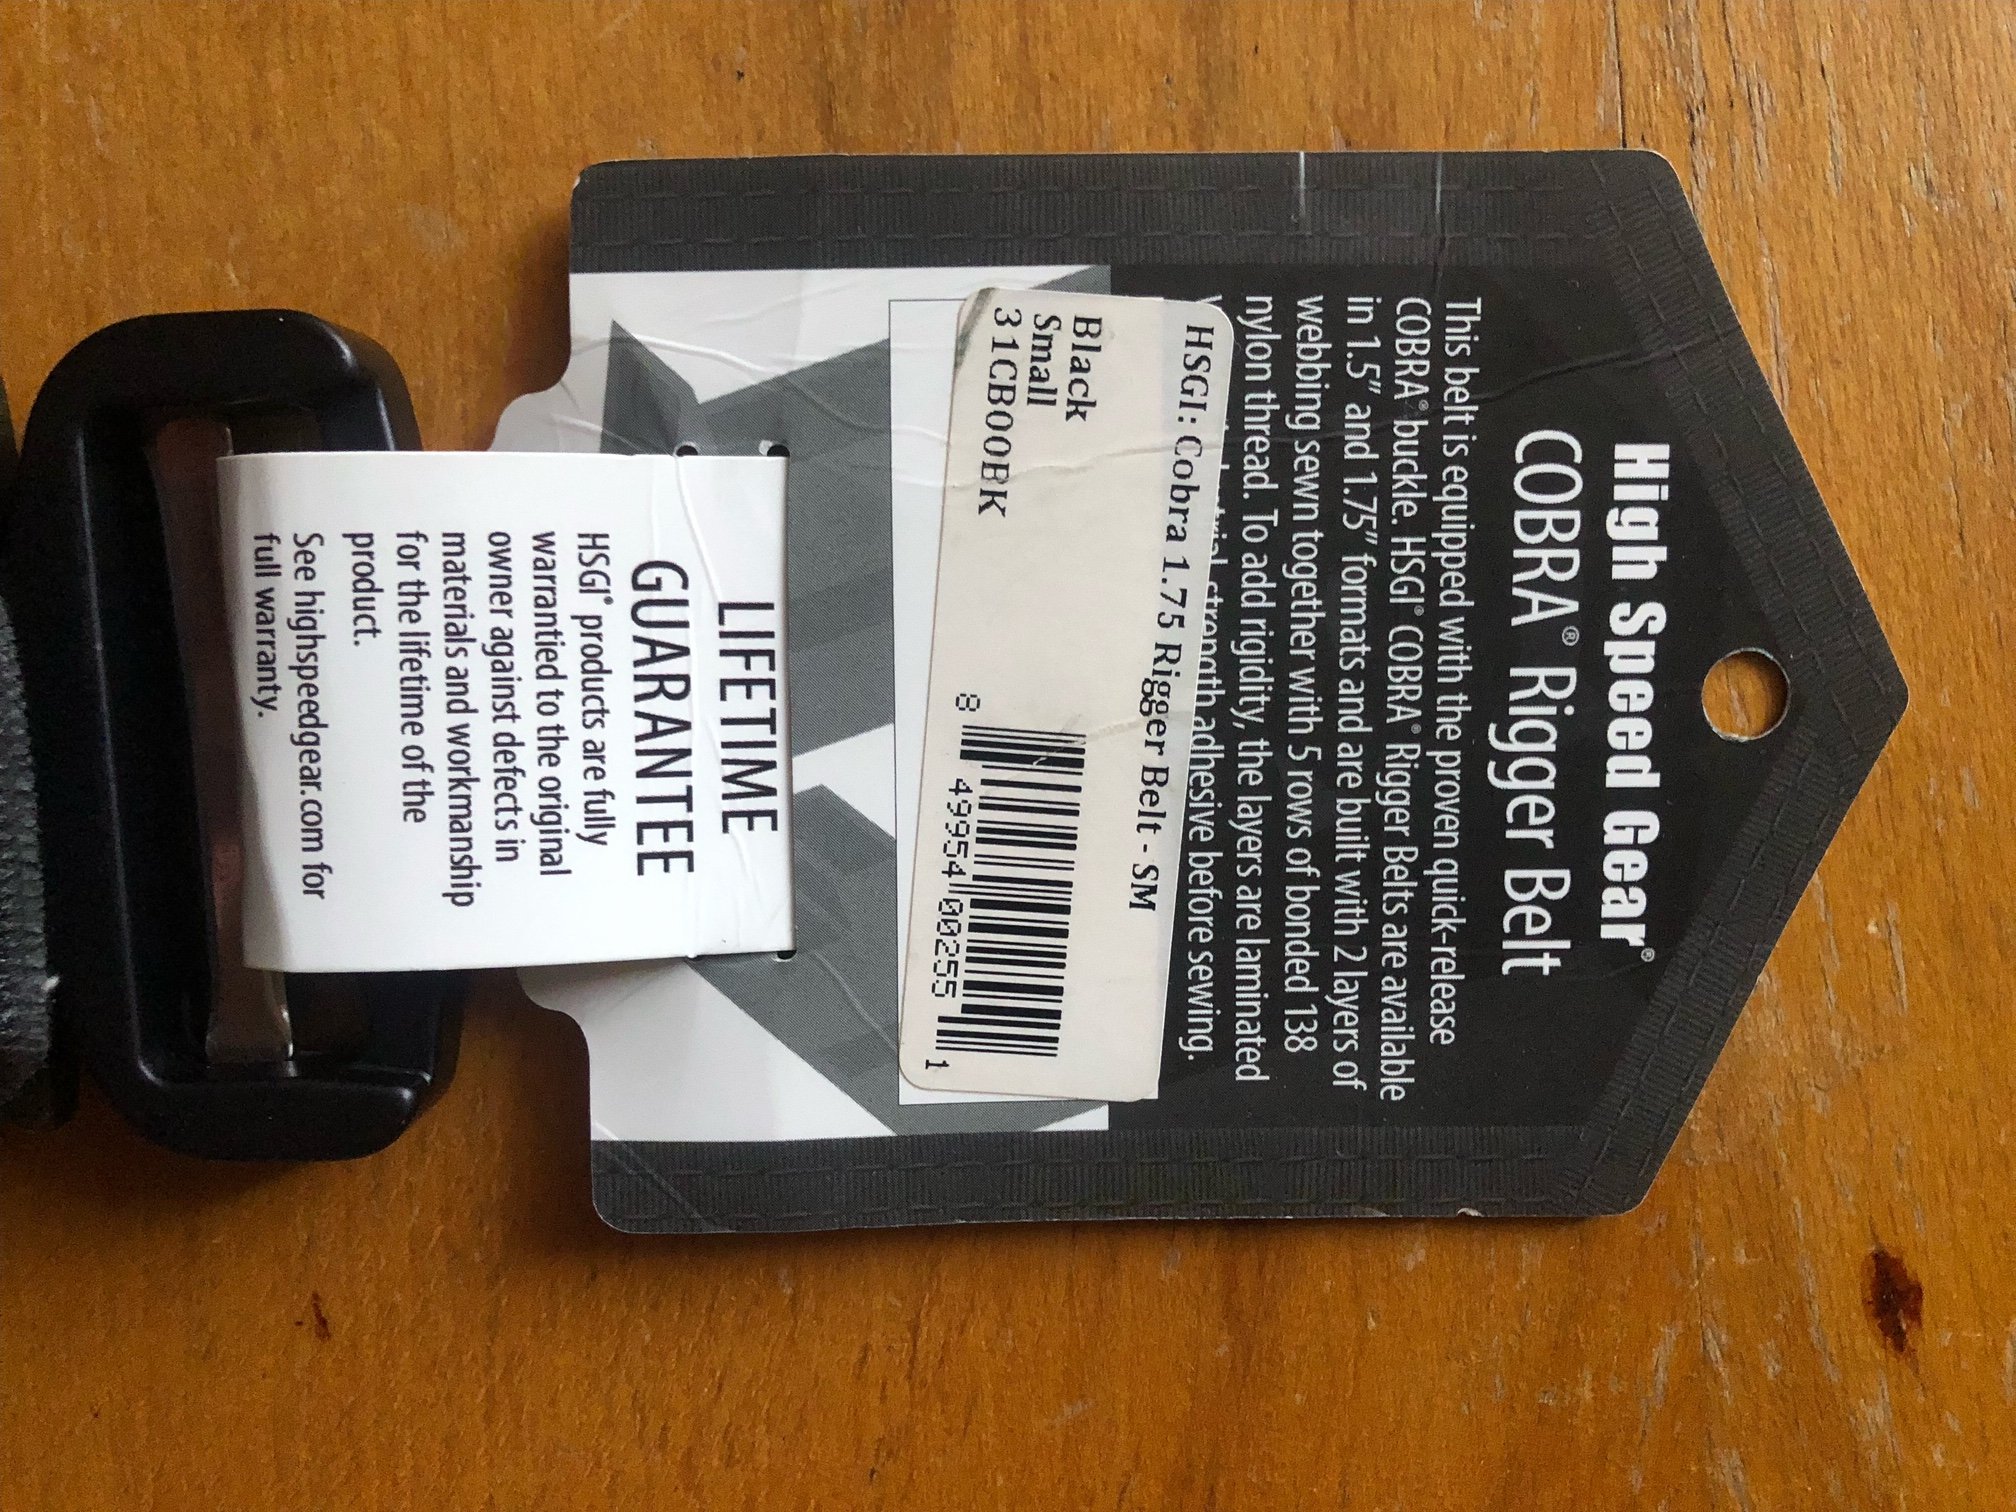 High Speed Gear®
COBRA® Rigger Belt
This belt is equipped with the proven quick-release
COBRA® buckle. HSGI® COBRA® Rigger Belts are available
in 1.5" and 1.75" formats and are built with 2 layers of
webbing sewn together with 5 rows of bonded 138
nylon thread. To add rigidity, the layers are laminated
strength adhesive before sewing.
HSGI: Cobra 1.75 Rigger Belt - SM
Black
Small
31CB00BK
8 49954 00255 1
LIFETIME
GUARANTEE
HSGI® products are fully
warrantied to the original
owner against defects in
materials and workmanship
for the lifetime of the
product.
See highspeedgear.com for
full warranty.